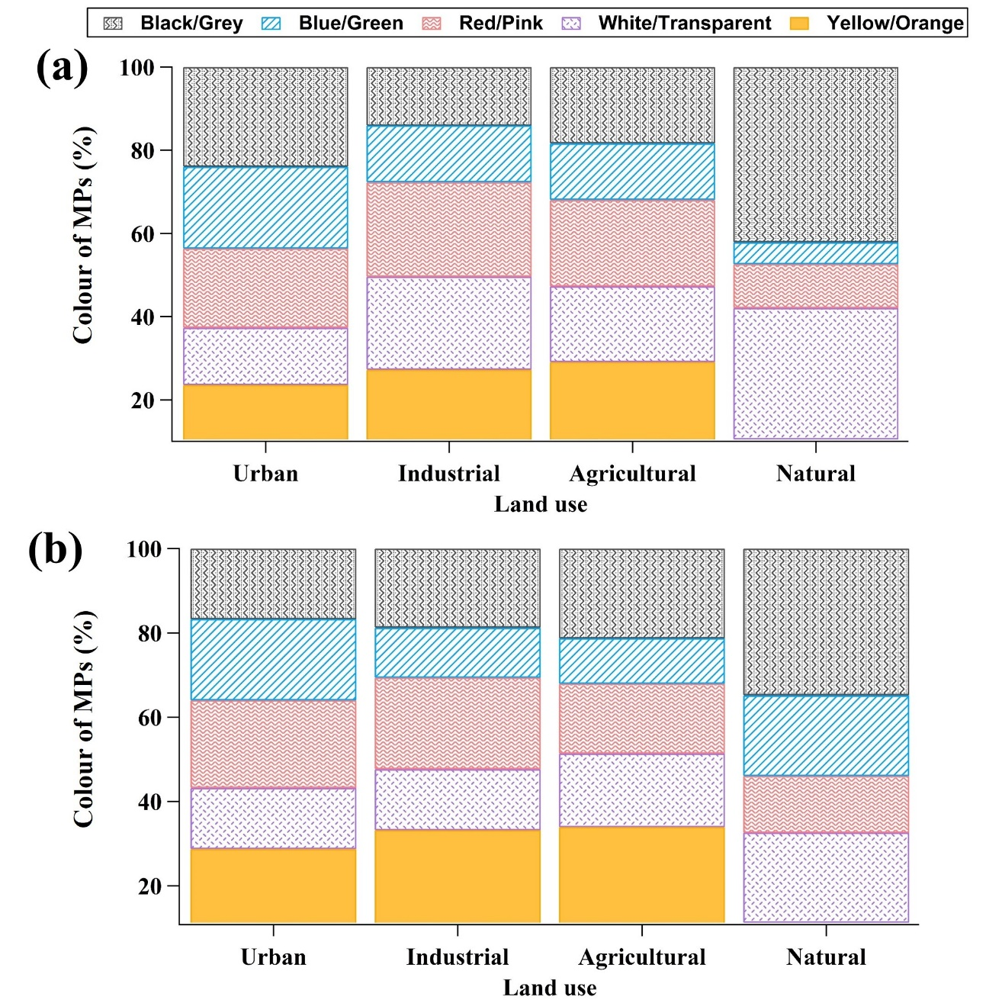 Black/Grey Blue/Green Red/Pink White/Transparent Yellow/Orange
(a)
Colour of MPs (%)
100
80
60
40
20
Urban Industrial Agricultural Natural
Land use
(b)
Colour of MPs (%)
100
80
60
40
20
Urban Industrial Agricultural Natural
Land use